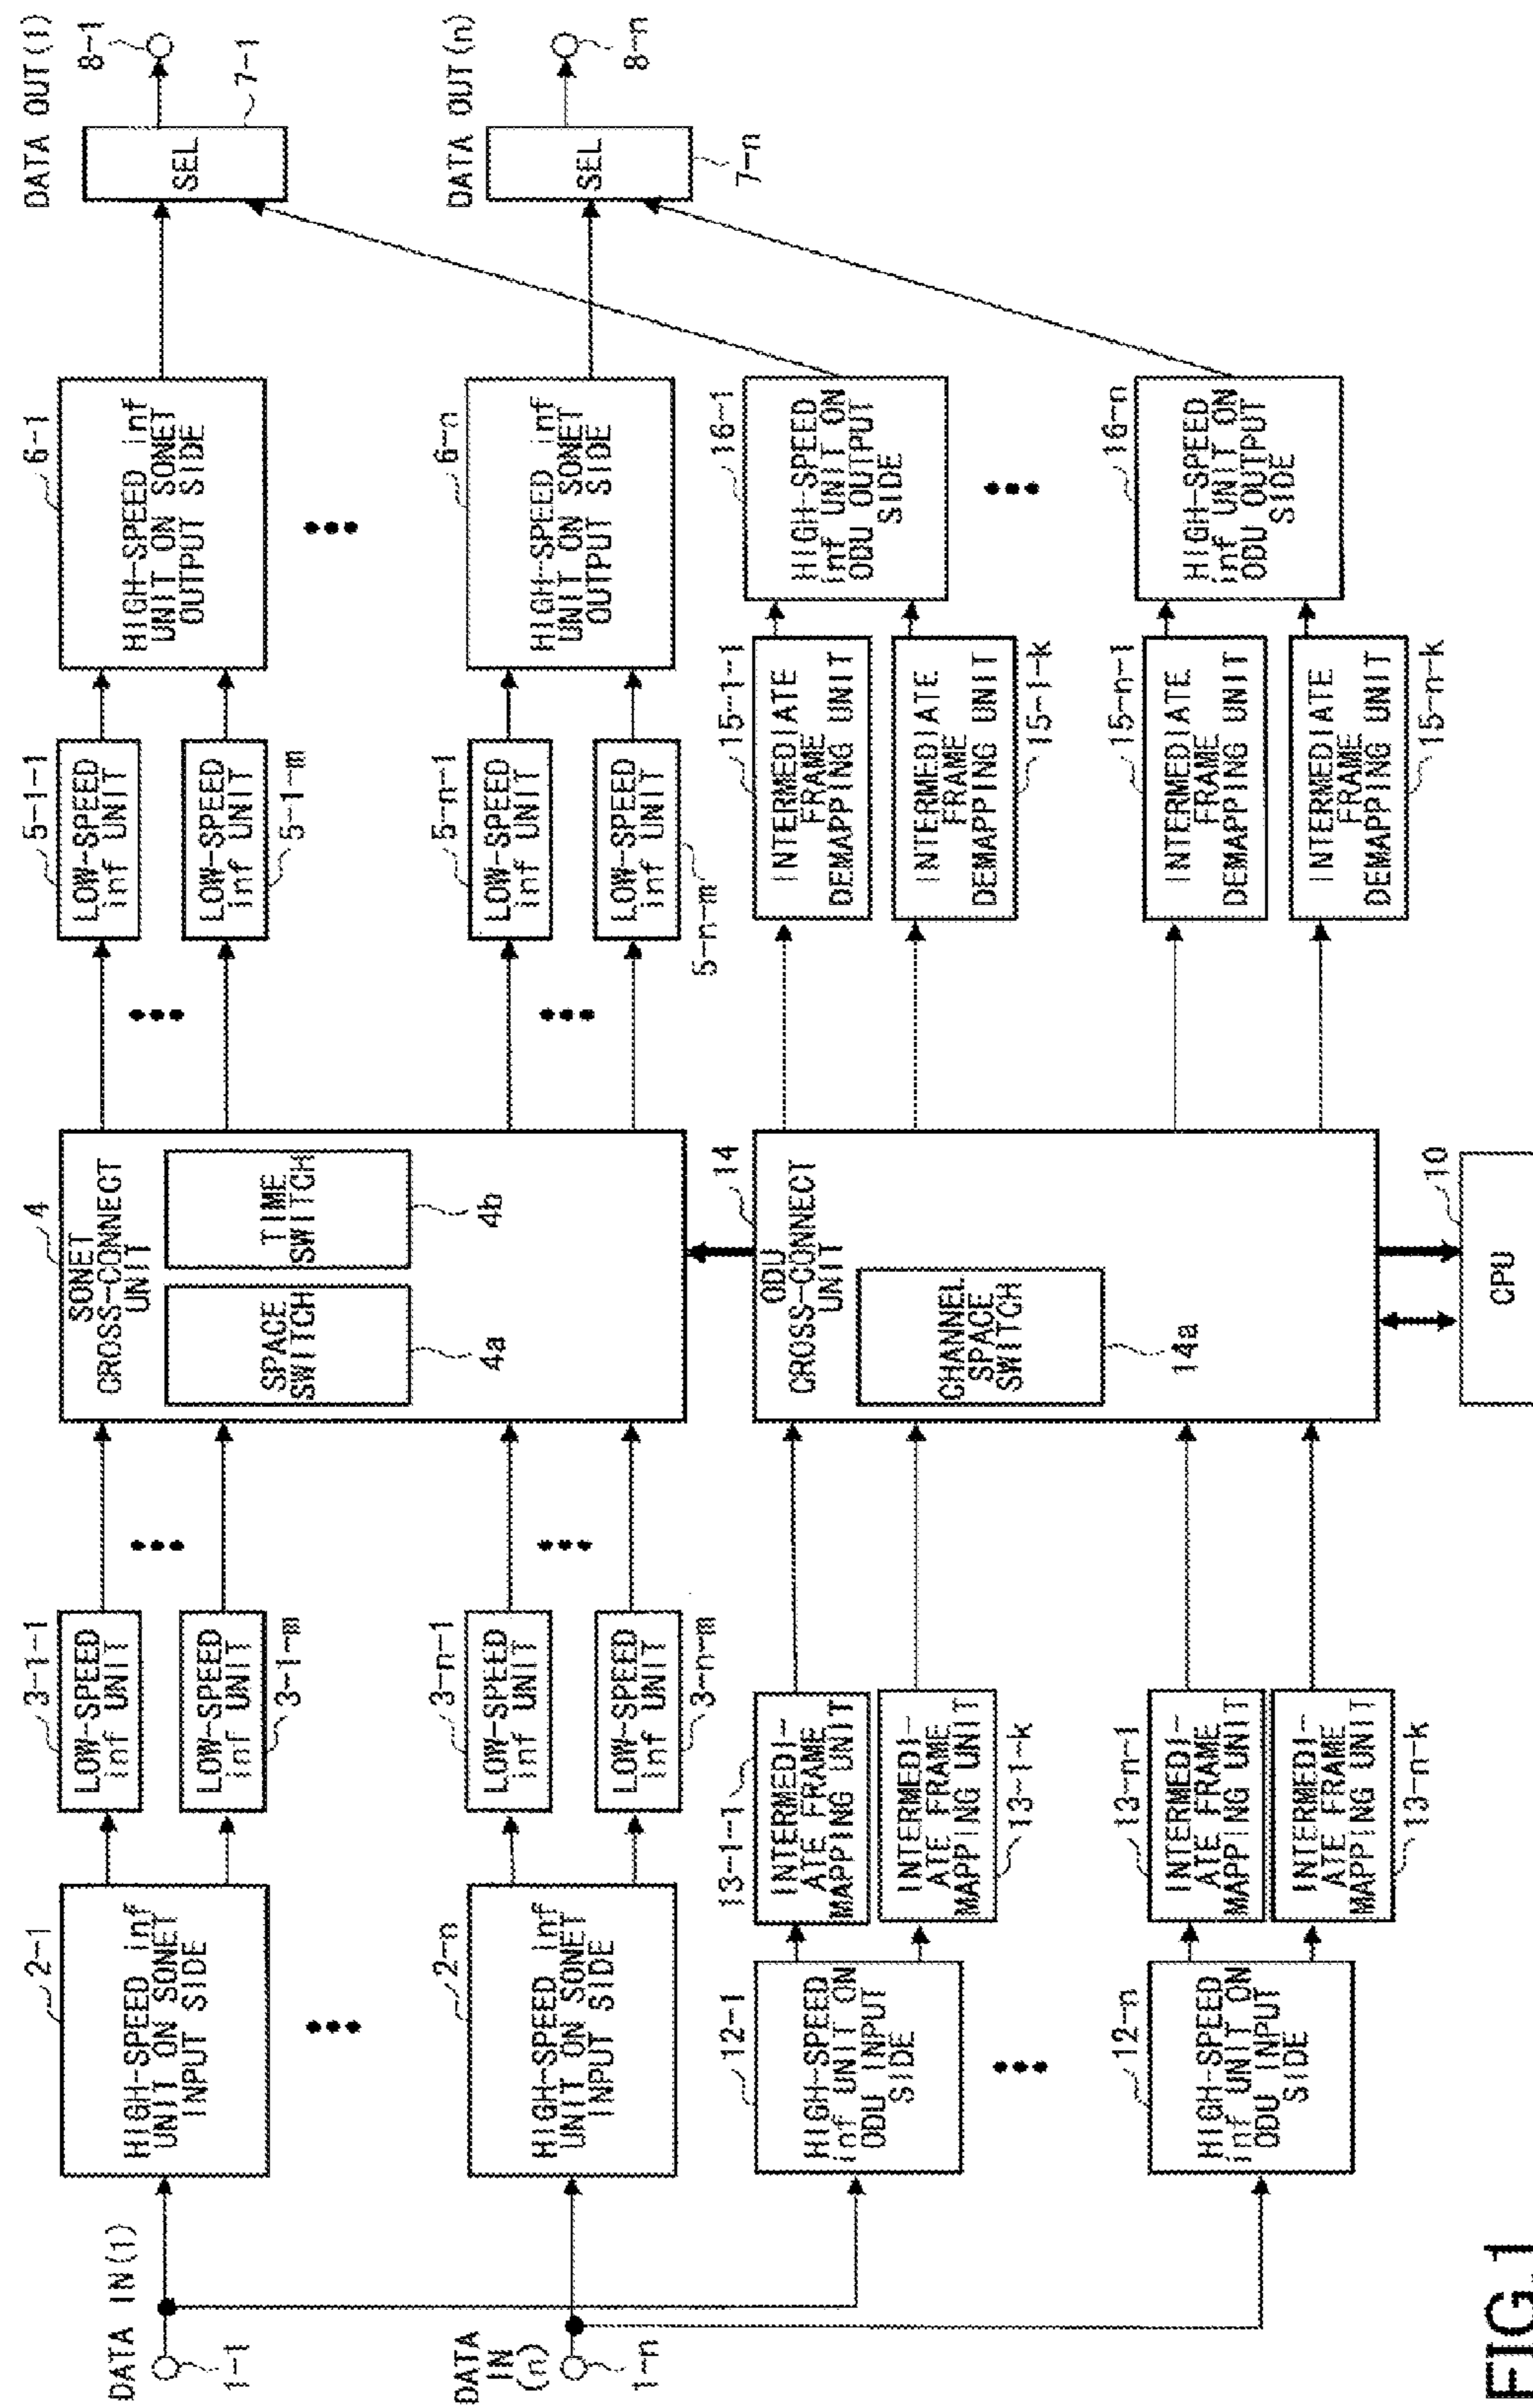 DATA IN(1)
1-1
2-1
HIGH-SPEED inf
UNIT ON SONET
INPUT SIDE
3-1-1
LOW-SPEED
inf UNIT
LOW-SPEED
inf UNIT
3-1-m
4
SONET
CROSS-CONNECT
UNIT
SPACE
SWITCH
4a
TIME
SWITCH
4b
5-1-1
LOW-SPEED
inf UNIT
LOW-SPEED
inf UNIT
5-1-m
6-1
HIGH-SPEED inf
UNIT ON SONET
OUTPUT SIDE
DATA OUT(1)
8-1
SEL
7-1
DATA
IN
(n)
1-n
2-n
HIGH-SPEED inf
UNIT ON SONET
INPUT SIDE
3-n-1
LOW-SPEED
inf UNIT
LOW-SPEED
inf UNIT
3-n-m
5-n-1
LOW-SPEED
inf UNIT
LOW-SPEED
inf UNIT
5-n-m
6-n
HIGH-SPEED inf
UNIT ON SONET
OUTPUT SIDE
DATA OUT(n)
8-n
SEL
7-n
12-1
HIGH-SPEED
inf UNIT ON
ODU INPUT
SIDE
13-1-1
INTERMEDI-
ATE FRAME
MAPPING UNIT
INTERMEDI-
ATE FRAME
MAPPING UNIT
13-1-k
14
ODU
CROSS-CONNECT
UNIT
CHANNEL
SPACE
SWITCH
14a
15-1-1
INTERMEDIATE
FRAME
DEMAPPING UNIT
INTERMEDIATE
FRAME
DEMAPPING UNIT
15-1-k
16-1
HIGH-SPEED
inf UNIT ON
ODU OUTPUT
SIDE
12-n
HIGH-SPEED
inf UNIT ON
ODU INPUT
SIDE
13-n-1
INTERMEDI-
ATE FRAME
MAPPING UNIT
INTERMEDI-
ATE FRAME
MAPPING UNIT
13-n-k
15-n-1
INTERMEDIATE
FRAME
DEMAPPING UNIT
INTERMEDIATE
FRAME
DEMAPPING UNIT
15-n-k
16-n
HIGH-SPEED
inf UNIT ON
ODU OUTPUT
SIDE
10
CPU
FIG.1